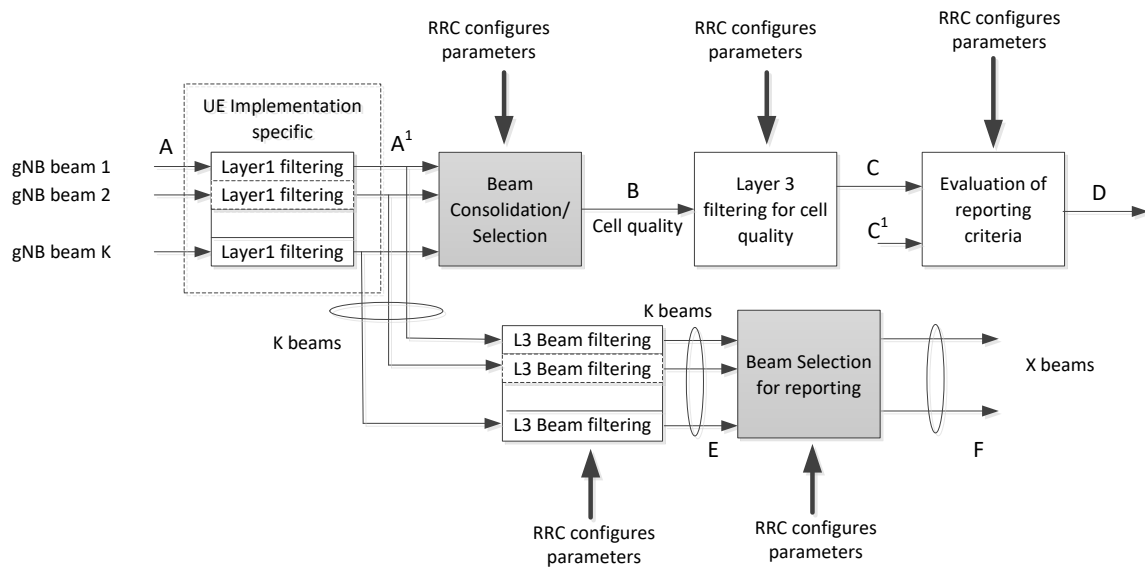 RRC configures
parameters
RRC configures
parameters
RRC configures
parameters
UE Implementation
specific
A
A¹
gNB beam 1
gNB beam 2
gNB beam K
Layer1 filtering
Layer1 filtering
Layer1 filtering
Beam
Consolidation/
Selection
B
Cell quality
Layer 3
filtering for cell
quality
C
C¹
Evaluation of
reporting
criteria
D
K beams
L3 Beam filtering
L3 Beam filtering
L3 Beam filtering
K beams
E
Beam Selection
for reporting
X beams
F
RRC configures
parameters
RRC configures
parameters